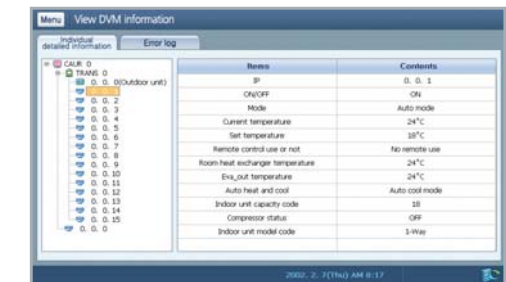 Menu View DVM information
Individual
detailed information
Error log
CAUR 0
TRANS 0
0. 0. 0(Outdoor unit)
0. 0. 1
0. 0. 2
0. 0. 3
0. 0. 4
0. 0. 5
0. 0. 6
0. 0. 7
0. 0. 8
0. 0. 9
0. 0. 10
0. 0. 11
0. 0. 12
0. 0. 13
0. 0. 14
0. 0. 15
0. 0. 0
Items Contents
IP 0. 0. 1
ON/OFF ON
Mode Auto mode
Current temperature 24°C
Set temperature 18°C
Remote control use or not No remote use
Room heat exchanger temperature 24°C
Eva_out temperature 24°C
Auto heat and cool Auto cool mode
Indoor unit capacity code 18
Compressor status OFF
Indoor unit model code 1-Way
2002. 2. 7(Thu) AM 8:17